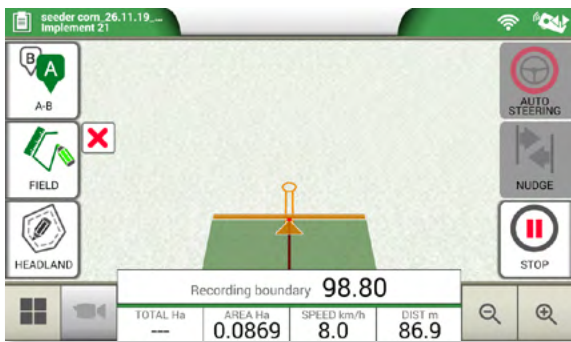 seeder corn_26.11.19_...
Implement 21
B
A
A-B
FIELD
HEADLAND
AUTO
STEERING
NUDGE
STOP
Recording boundary 98.80
TOTAL Ha AREA Ha SPEED km/h DIST m
--- 0.0869 8.0 86.9